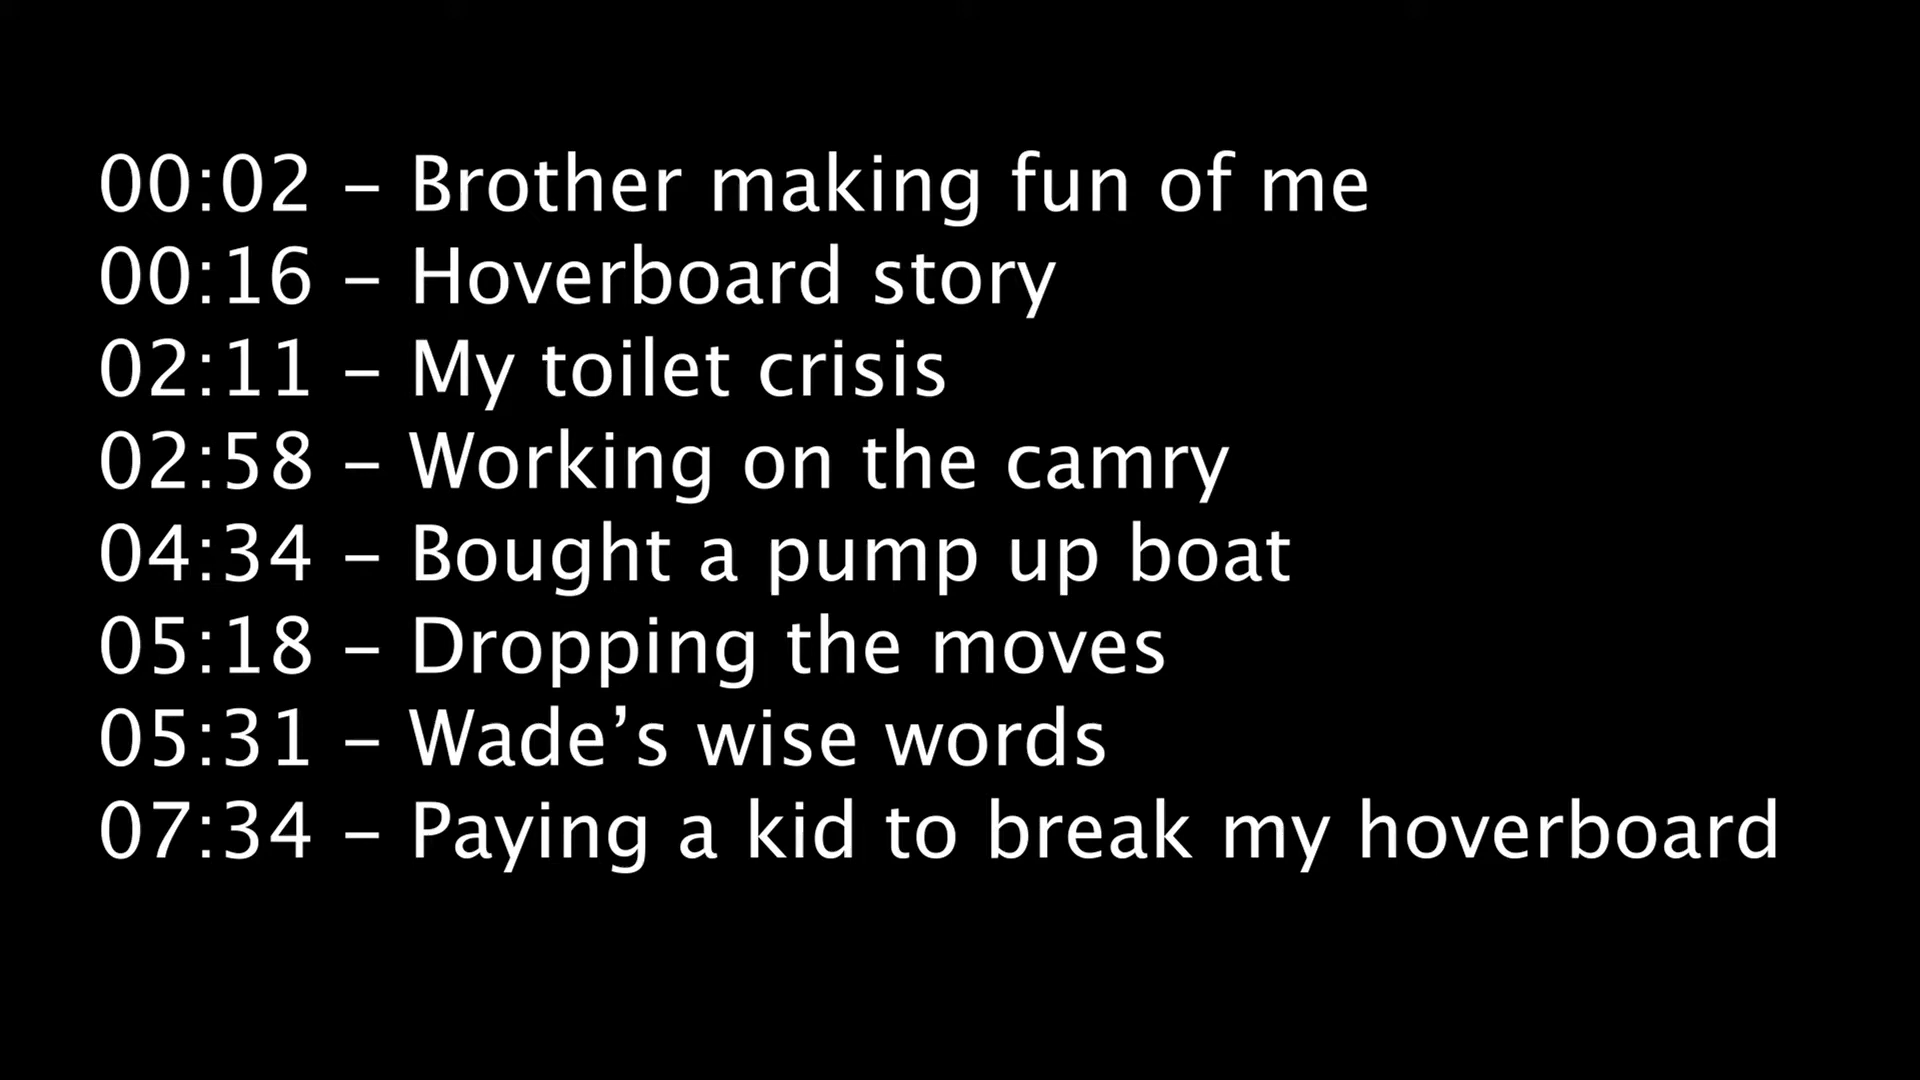 00:02 – Brother making fun of me
00:16 – Hoverboard story
02:11 – My toilet crisis
02:58 – Working on the camry
04:34 – Bought a pump up boat
05:18 – Dropping the moves
05:31 – Wade’s wise words
07:34 – Paying a kid to break my hoverboard